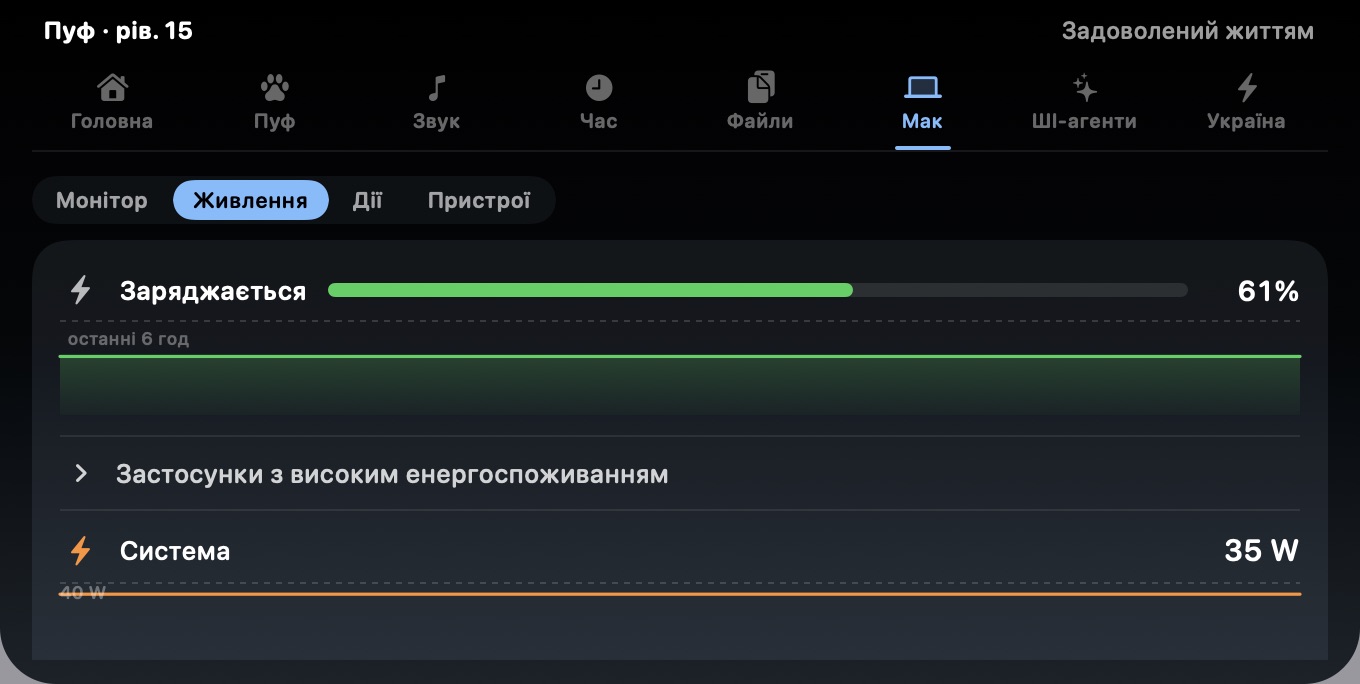 Пуф · рів. 15
Задоволений життям
Головна
Пуф
Звук
Час
Файли
Мак
ШІ-агенти
Україна
Монітор
Живлення
Дії
Пристрої
Заряджається
61%
останні 6 год
Застосунки з високим енергоспоживанням
Система
35 W
40 W